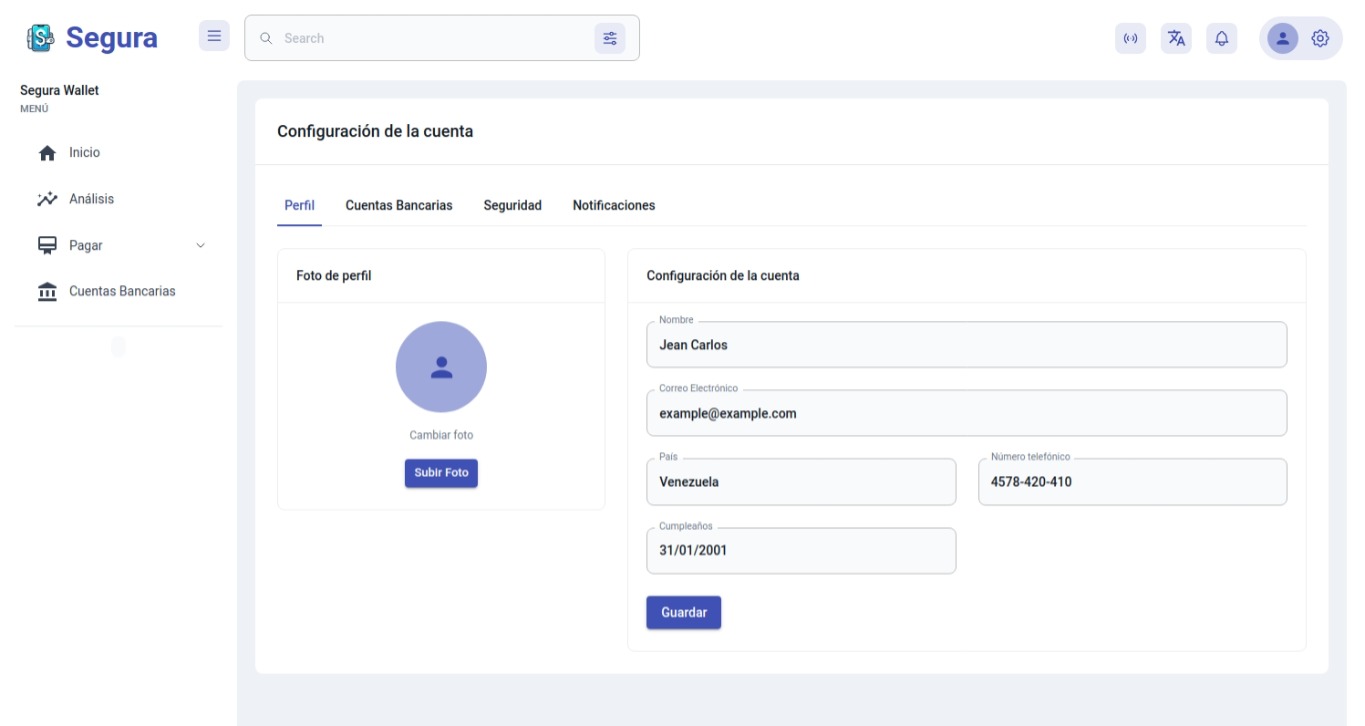 Segura
Search
Segura Wallet
MENÚ
Inicio
Análisis
Pagar
Cuentas Bancarias
Configuración de la cuenta
Perfil Cuentas Bancarias Seguridad Notificaciones
Foto de perfil
Cambiar foto
Subir Foto
Configuración de la cuenta
Nombre
Jean Carlos
Correo Electrónico
example@example.com
País
Venezuela
Número telefónico
4578-420-410
Cumpleaños
31/01/2001
Guardar